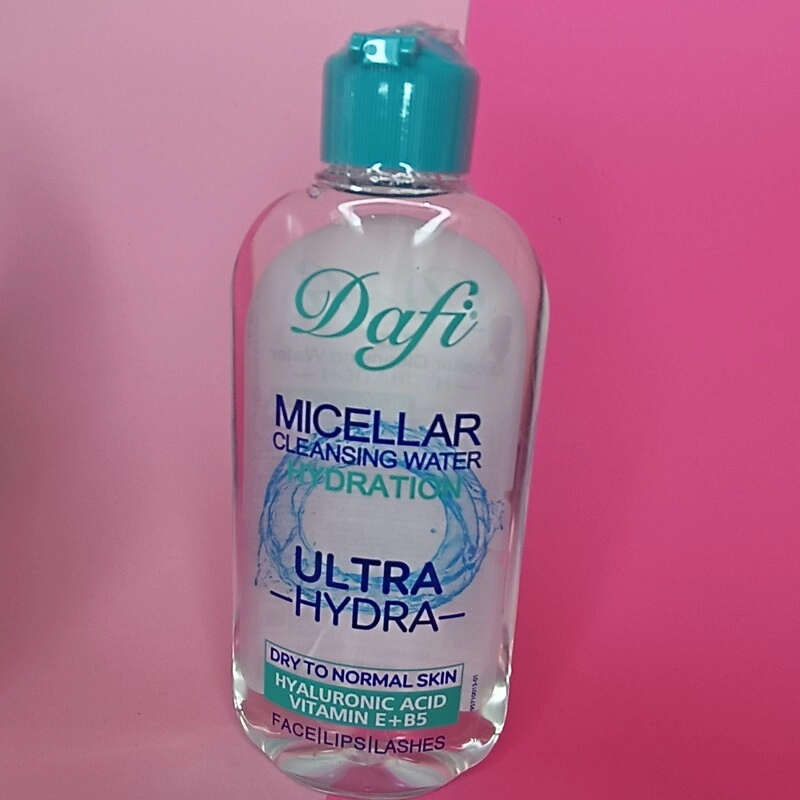 Dafi
MICELLAR
CLEANSING WATER
HYDRATION
ULTRA
–HYDRA–
DRY TO NORMAL SKIN
HYALURONIC ACID
VITAMIN E+B5
FACE|LIPS|LASHES